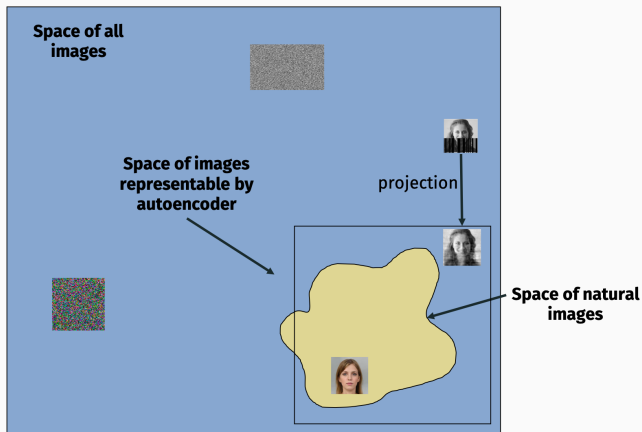 Space of all
images
Space of images
representable by
autoencoder
projection
Space of natural
images